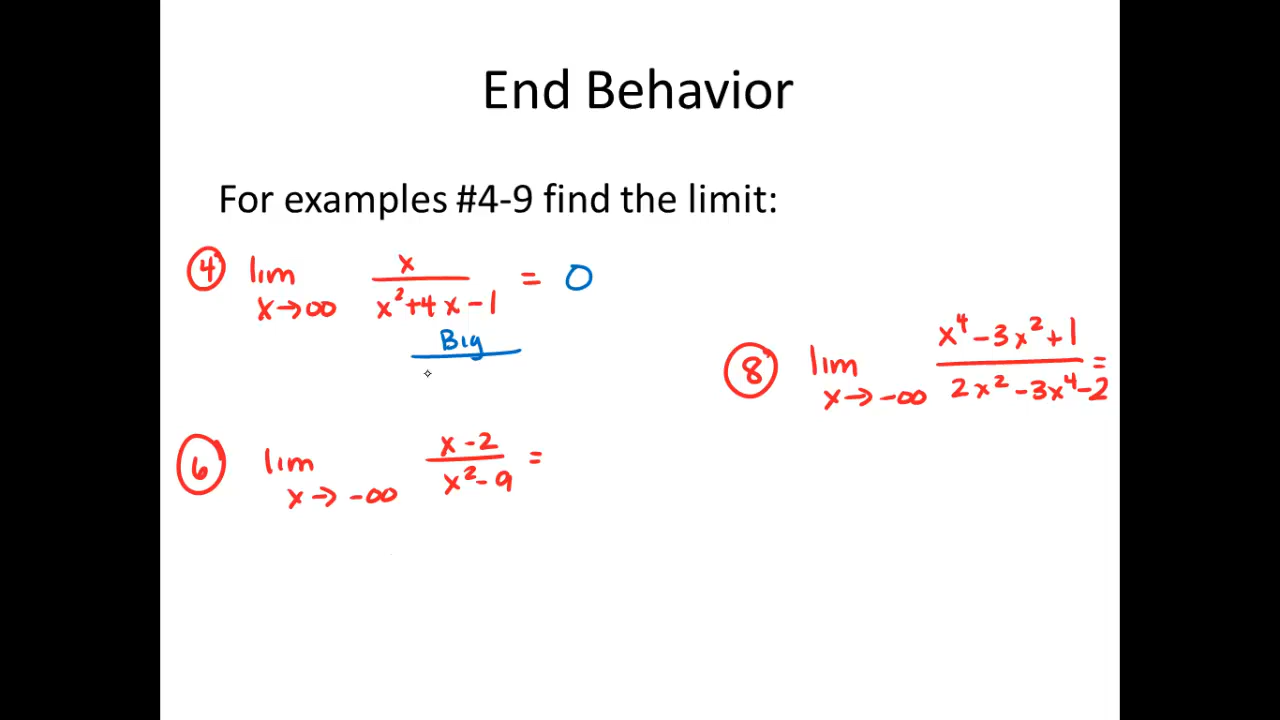 End Behavior
For examples #4-9 find the limit:
④ lim x→∞ x / (x²+4x-1) = 0
Big
⑧ lim x→-∞ (x⁴-3x²+1) / (2x²-3x⁴-2) =
⑥ lim x→-∞ (x-2) / (x²-9) =